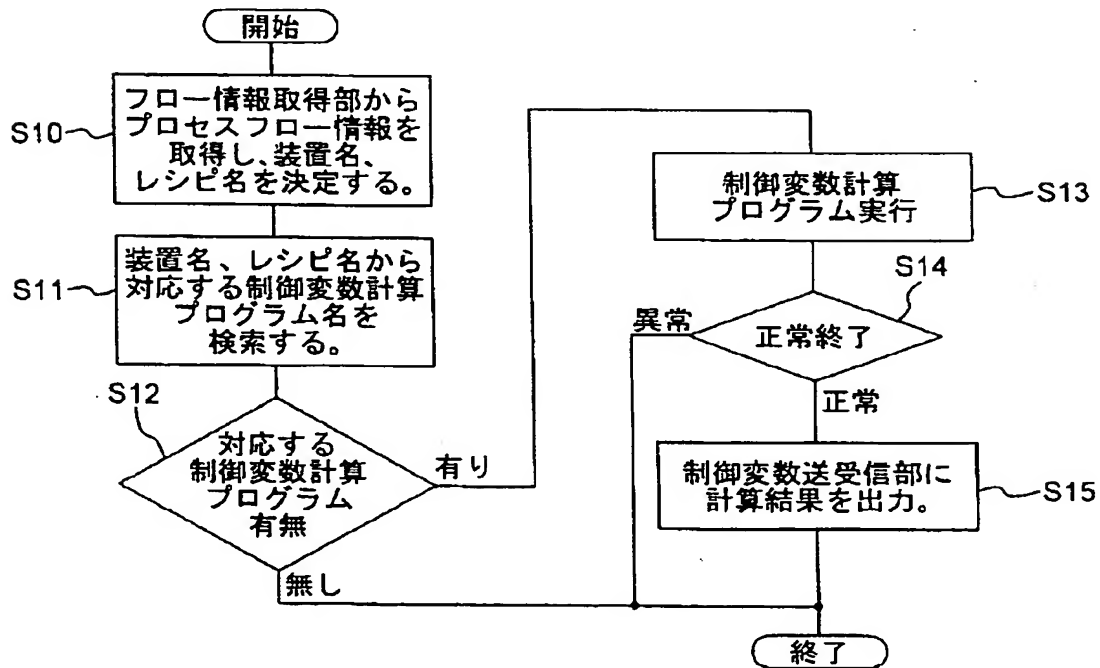 開始
S10
フロー情報取得部から
プロセスフロー情報を
取得し、装置名、
レシピ名を決定する。
S11
装置名、レシピ名から
対応する制御変数計算
プログラム名を
検索する。
S12
対応する
制御変数計算
プログラム
有無
有り
無し
制御変数計算
プログラム実行
S13
S14
正常終了
異常
正常
制御変数送受信部に
計算結果を出力。
S15
終了